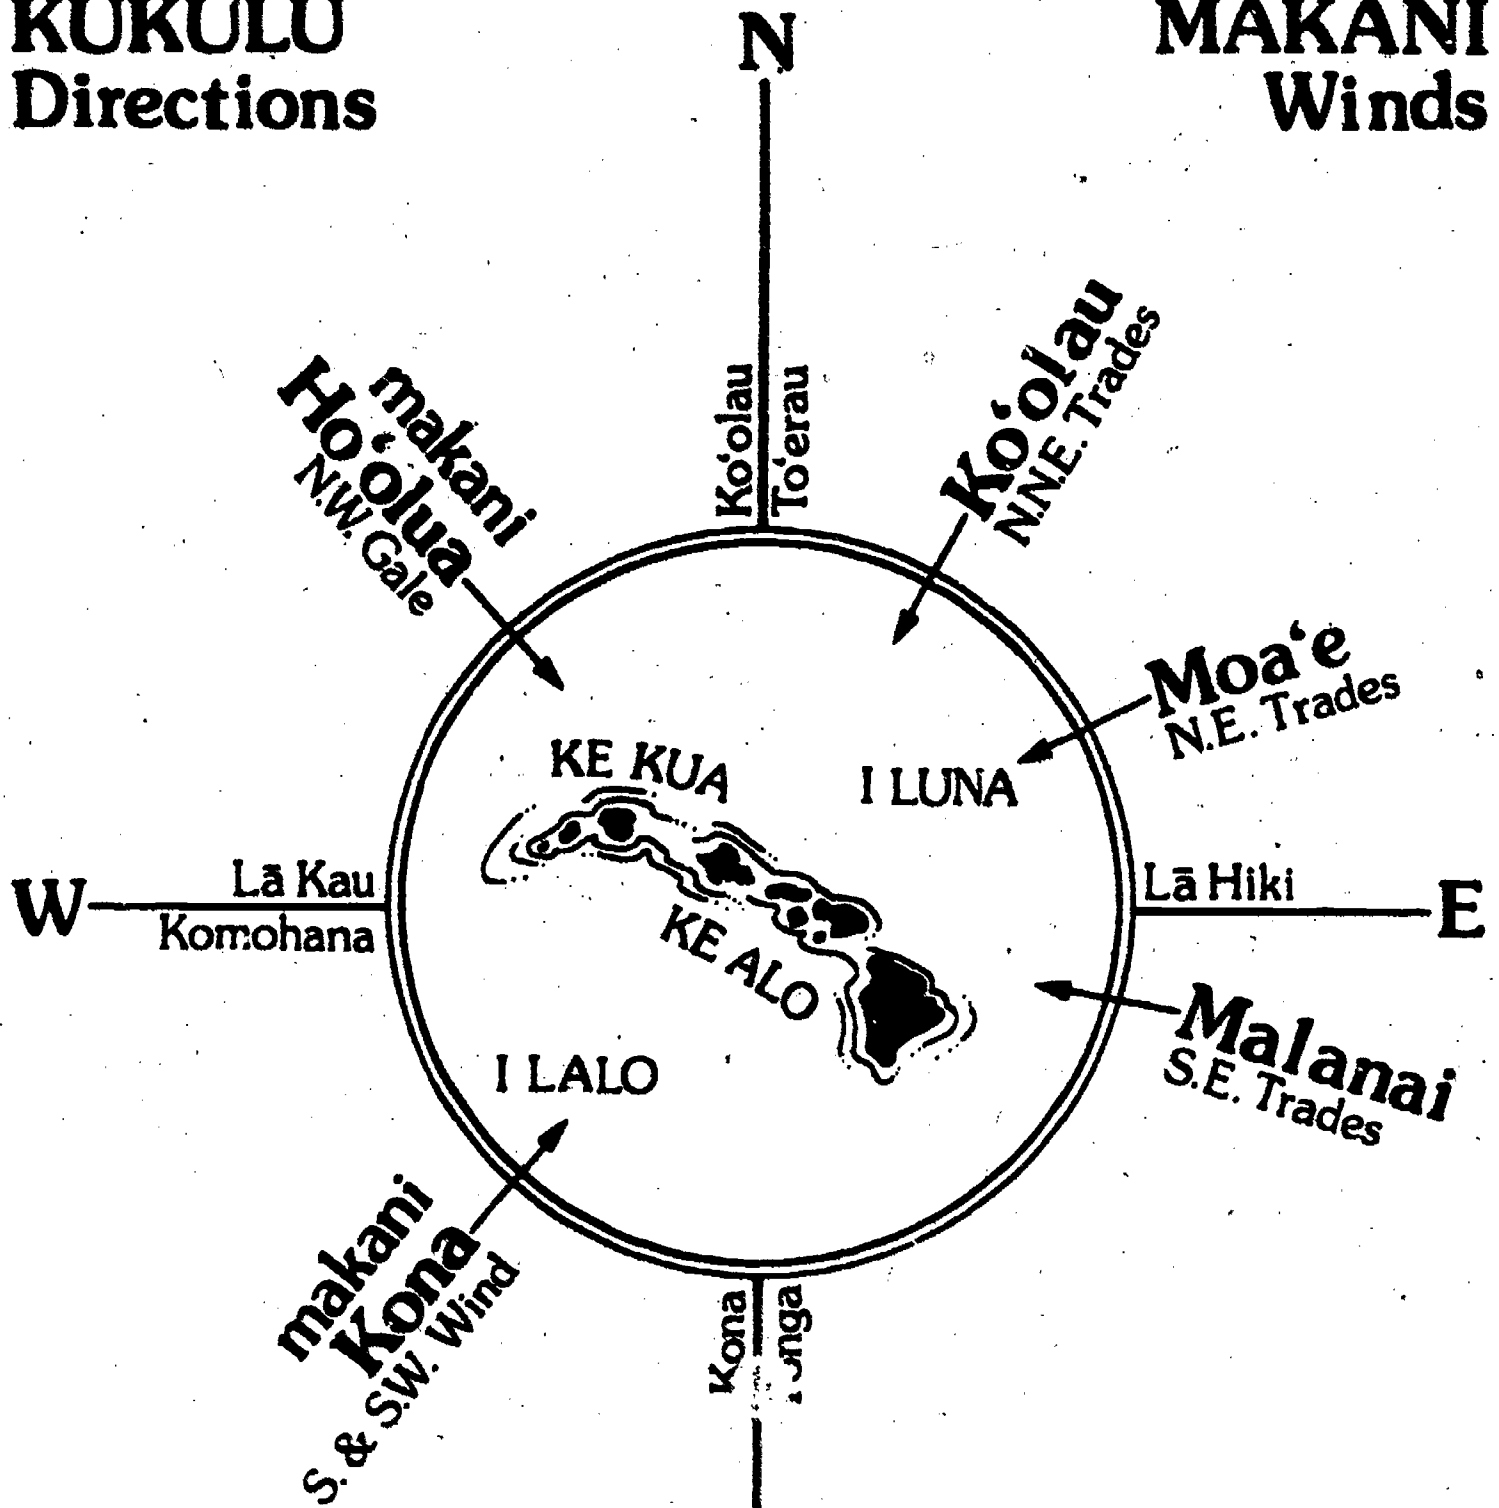 KUKULU
Directions
MAKANI
Winds
N
Ko‘olau
To‘erau
makani
Ho‘olua
N.W. Gale
Ko‘olau
N.N.E. Trades
Moa‘e
N.E. Trades
KE KUA
I LUNA
W
Lā Kau
Komohana
Lā Hiki
E
KE ALO
Malanai
S.E. Trades
I LALO
makani
Kona
S. & S.W. Wind
Kona